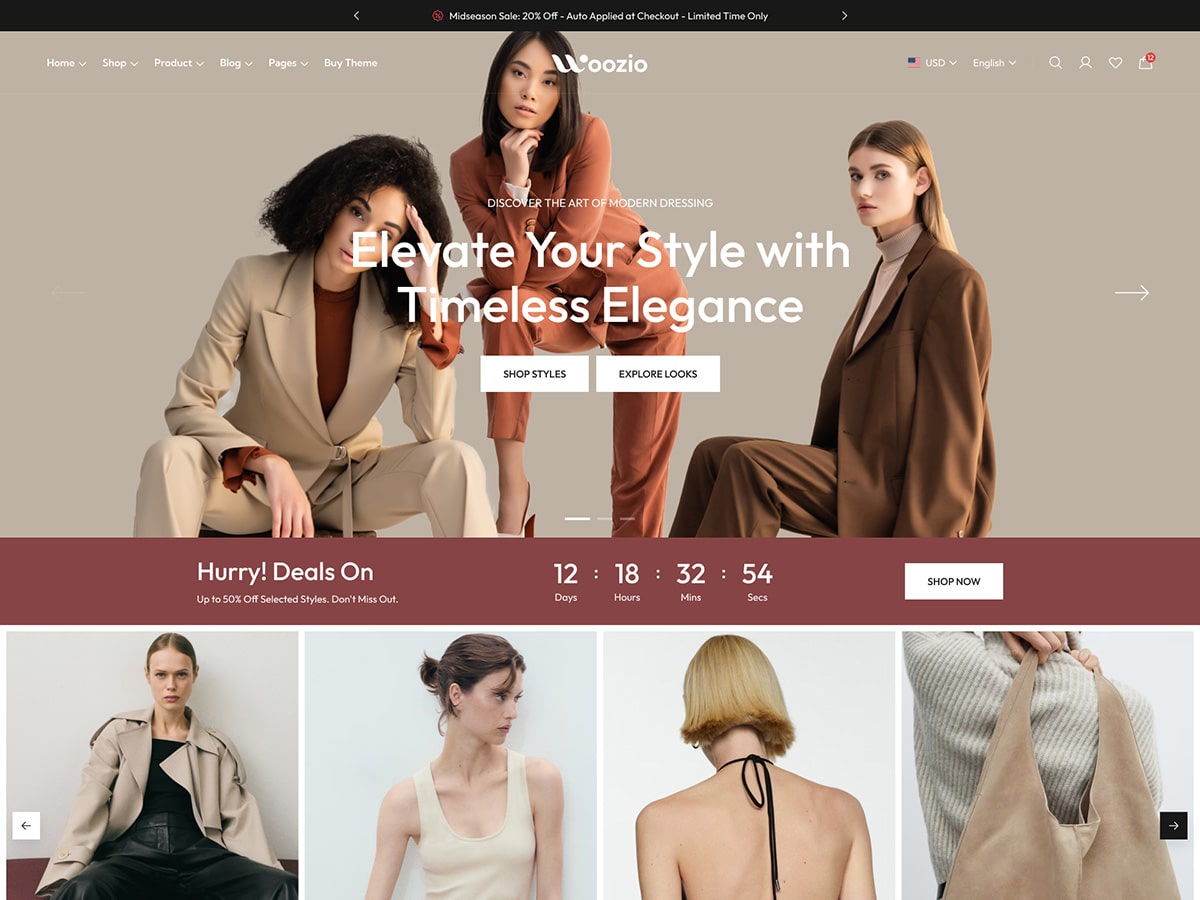 Midseason Sale: 20% Off - Auto Applied at Checkout - Limited Time Only
Home Shop Product Blog Pages Buy Theme
Woozio
USD English 12
DISCOVER THE ART OF MODERN DRESSING
Elevate Your Style with
Timeless Elegance
SHOP STYLES EXPLORE LOOKS
Hurry! Deals On
Up to 50% Off Selected Styles. Don't Miss Out.
12 : 18 : 32 : 54
Days Hours Mins Secs
SHOP NOW